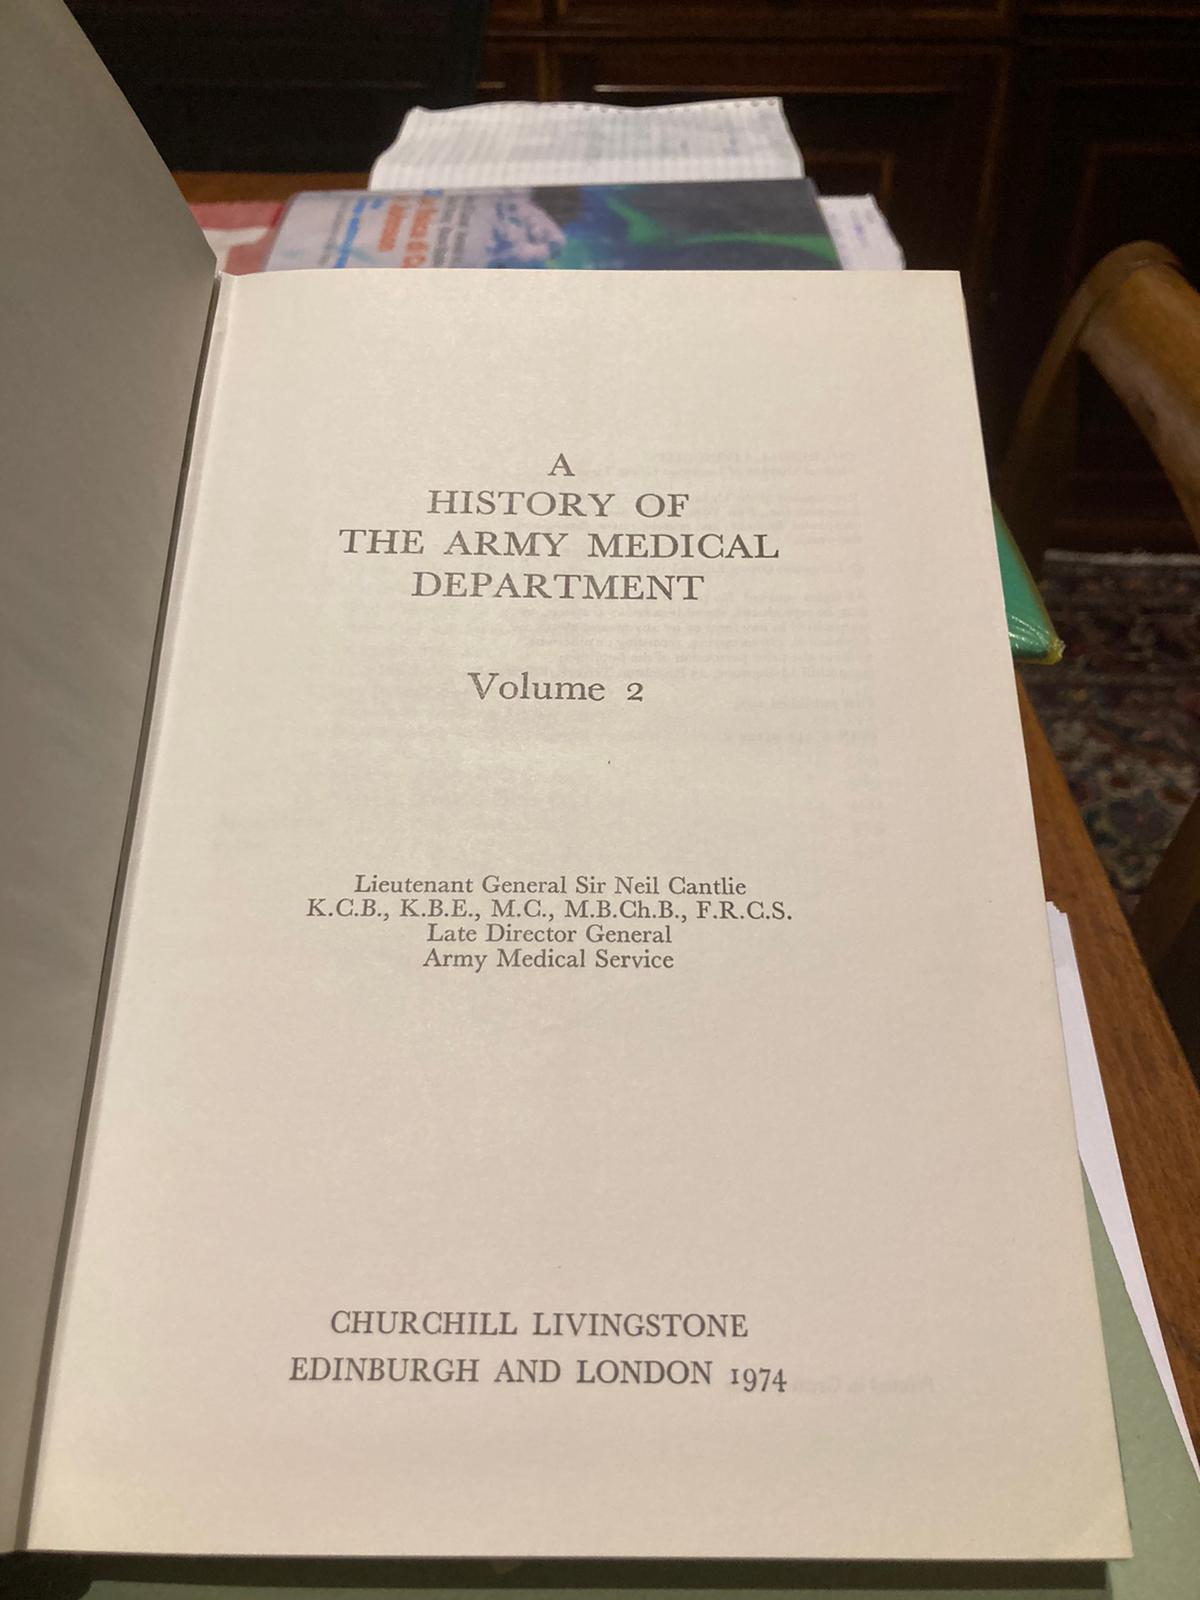 A
HISTORY OF
THE ARMY MEDICAL
DEPARTMENT
Volume 2
Lieutenant General Sir Neil Cantlie
K.C.B., K.B.E., M.C., M.B.Ch.B., F.R.C.S.
Late Director General
Army Medical Service
CHURCHILL LIVINGSTONE
EDINBURGH AND LONDON 1974